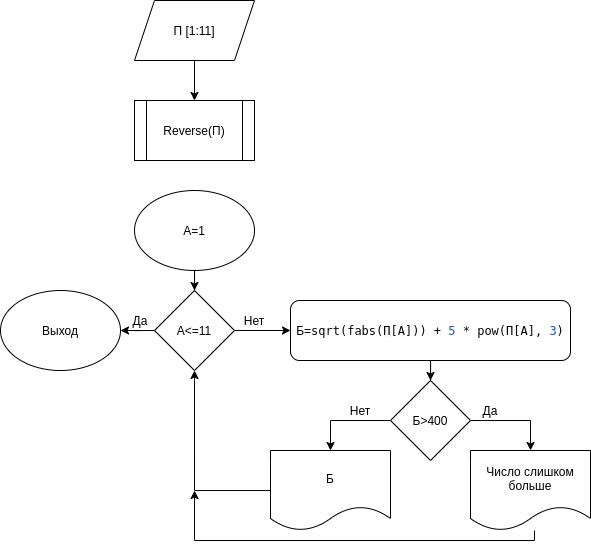 П [1:11]
Reverse(П)
A=1
Да
Нет
Выход
A<=11
Б=sqrt(fabs(П[А])) + 5 * pow(П[А], 3)
Нет
Да
Б>400
Б
Число слишком
больше